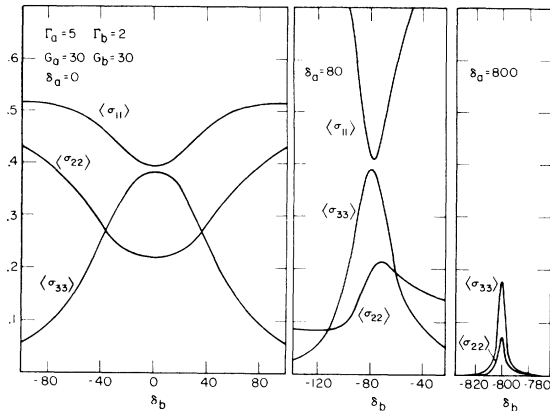 Γa=5 Γb=2
Ga=30 Gb=30
δa=0
.6
.5
.4
.3
.2
.1
⟨σ11⟩
⟨σ22⟩
⟨σ33⟩
-80 -40 0 40 80
δb
δa=80
⟨σ11⟩
⟨σ33⟩
⟨σ22⟩
-120 -80 -40
δb
δa=800
⟨σ33⟩
⟨σ22⟩
-820 -800 -780
δb